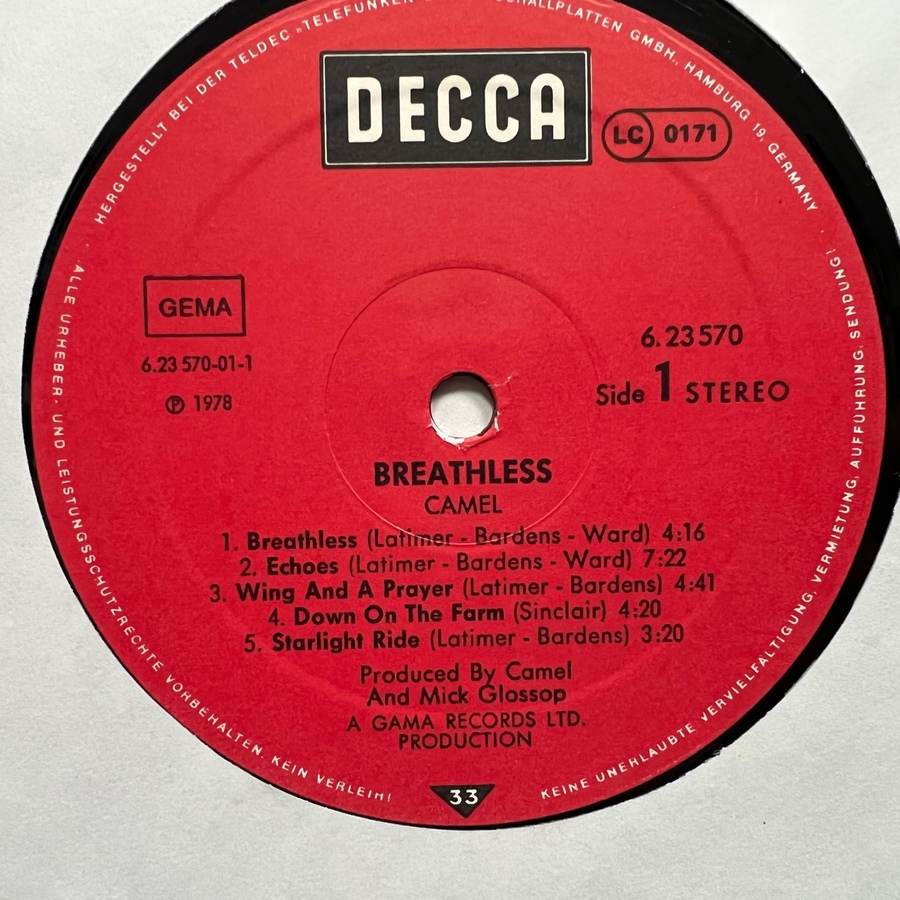 HERGESTELLT BEI DER TELDEC »TELEFUNKEN SCHALLPLATTEN GMBH., HAMBURG 19, GERMANY
DECCA
LC 0171
GEMA
6.23 570-01-1
℗ 1978
6.23570
Side 1 STEREO
BREATHLESS
CAMEL
1. Breathless (Latimer - Bardens - Ward) 4:16
2. Echoes (Latimer - Bardens - Ward) 7:22
3. Wing And A Prayer (Latimer - Bardens) 4:41
4. Down On The Farm (Sinclair) 4:20
5. Starlight Ride (Latimer - Bardens) 3:20
Produced By Camel
And Mick Glossop
A GAMA RECORDS LTD.
PRODUCTION
33
ALLE URHEBER- UND LEISTUNGSSCHUTZRECHTE VORBEHALTEN. KEIN VERLEIH!
KEINE UNERLAUBTE VERVIELFÄLTIGUNG, VERMIETUNG, AUFFÜHRUNG, SENDUNG!